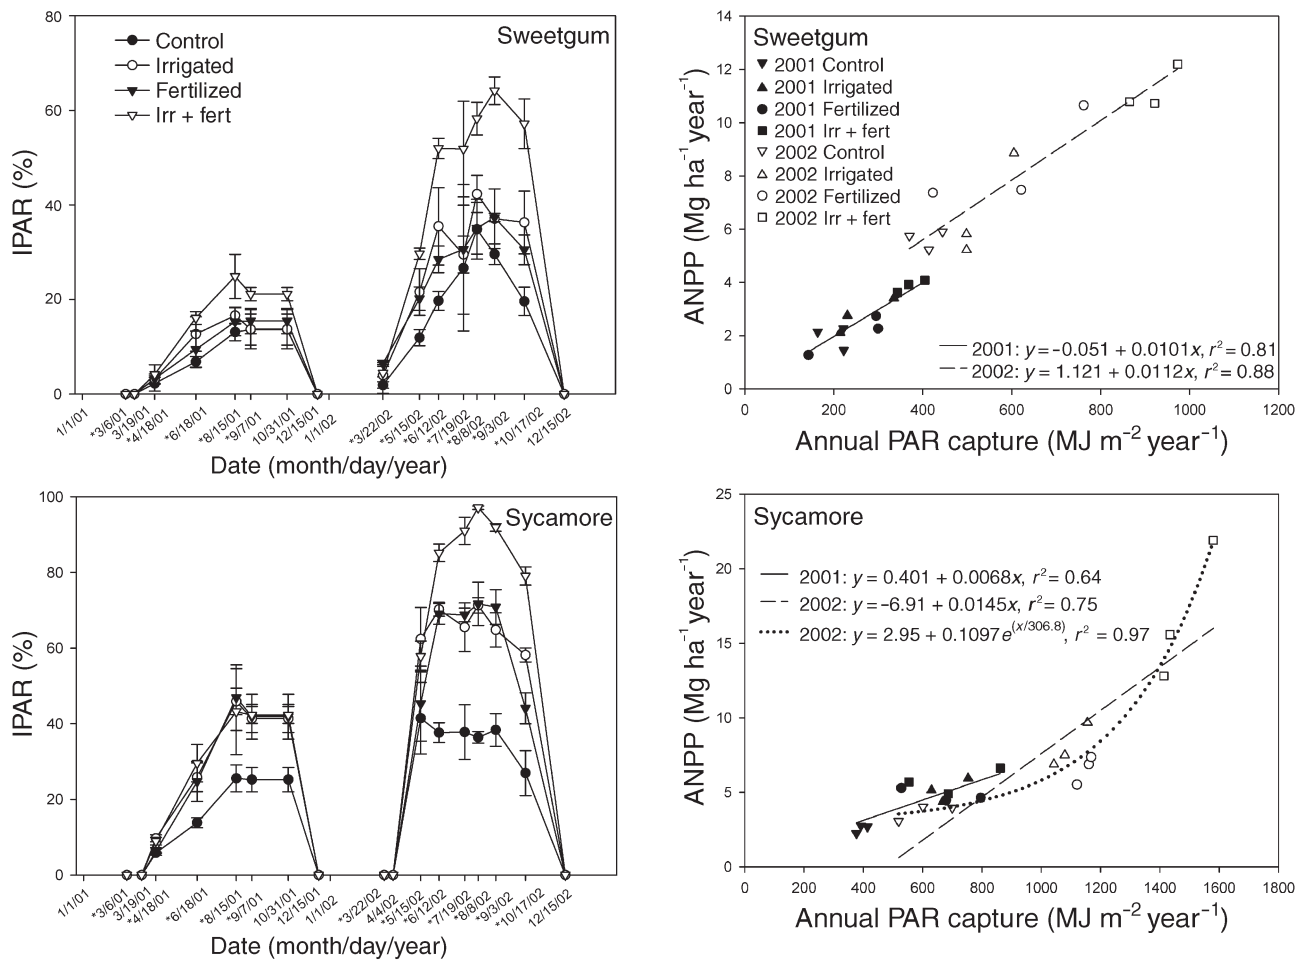 Sweetgum
Control
Irrigated
Fertilized
Irr + fert
IPAR (%)
80
60
40
20
0
1/1/01
*3/6/01
3/19/01
*4/18/01
*6/18/01
*8/15/01
*9/7/01
10/31/01
12/15/01
1/1/02
*3/22/02
*5/15/02
*6/12/02
*7/19/02
*8/8/02
*9/3/02
*10/17/02
12/15/02
Date (month/day/year)
Sweetgum
2001 Control
2001 Irrigated
2001 Fertilized
2001 Irr + fert
2002 Control
2002 Irrigated
2002 Fertilized
2002 Irr + fert
2001: y = -0.051 + 0.0101x, r² = 0.81
2002: y = 1.121 + 0.0112x, r² = 0.88
ANPP (Mg ha⁻¹ year⁻¹)
14
12
10
8
6
4
2
0
0 200 400 600 800 1000 1200
Annual PAR capture (MJ m⁻² year⁻¹)
Sycamore
IPAR (%)
100
80
60
40
20
0
1/1/01
*3/6/01
3/19/01
*4/18/01
*6/18/01
*8/15/01
*9/7/01
10/31/01
12/15/01
1/1/02
*3/22/02
4/4/02
*5/15/02
*6/12/02
*7/19/02
*8/8/02
*9/3/02
*10/17/02
12/15/02
Date (month/day/year)
Sycamore
2001: y = 0.401 + 0.0068x, r² = 0.64
2002: y = -6.91 + 0.0145x, r² = 0.75
2002: y = 2.95 + 0.1097e^(x/306.8), r² = 0.97
ANPP (Mg ha⁻¹ year⁻¹)
25
20
15
10
5
0
0 200 400 600 800 1000 1200 1400 1600 1800
Annual PAR capture (MJ m⁻² year⁻¹)